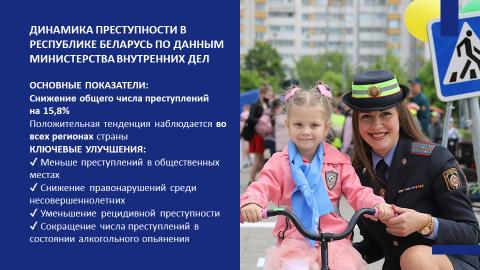 ДИНАМИКА ПРЕСТУПНОСТИ В
РЕСПУБЛИКЕ БЕЛАРУСЬ ПО ДАННЫМ
МИНИСТЕРСТВА ВНУТРЕННИХ ДЕЛ
ОСНОВНЫЕ ПОКАЗАТЕЛИ:
Снижение общего числа преступлений
на 15,8%
Положительная тенденция наблюдается во
всех регионах страны
КЛЮЧЕВЫЕ УЛУЧШЕНИЯ:
✓ Меньше преступлений в общественных
местах
✓ Снижение правонарушений среди
несовершеннолетних
✓ Уменьшение рецидивной преступности
✓ Сокращение числа преступлений в
состоянии алкогольного опьянения